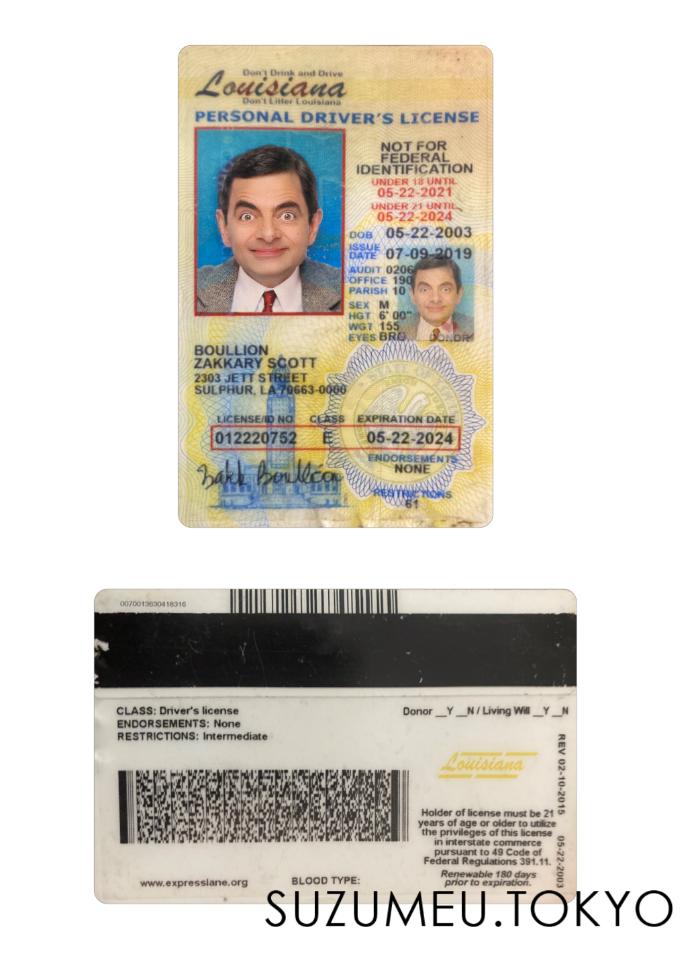 Don't Drink and Drive
Louisiana
Don't Litter Louisiana
PERSONAL DRIVER'S LICENSE
NOT FOR
FEDERAL
IDENTIFICATION
UNDER 18 UNTIL
05-22-2021
UNDER 21 UNTIL
05-22-2024
DOB 05-22-2003
ISSUE
DATE 07-09-2019
AUDIT 0206
OFFICE 190
PARISH 10
SEX M
HGT 6' 00"
WGT 155
EYES BRO DONOR
BOULLION
ZAKKARY SCOTT
2303 JETT STREET
SULPHUR, LA 70663-0000
LICENSE/ID NO. CLASS EXPIRATION DATE
012220752 E 05-22-2024
ENDORSEMENTS
NONE
Zakk Boullion
RESTRICTIONS
61
0070013630418316
CLASS: Driver's license
ENDORSEMENTS: None
RESTRICTIONS: Intermediate
Donor __Y __N / Living Will __Y __N
Louisiana
REV 02-10-2015 05-22-2003
Holder of license must be 21
years of age or older to utilize
the privileges of this license
in interstate commerce
pursuant to 49 Code of
Federal Regulations 391.11.
Renewable 180 days
prior to expiration.
www.expresslane.org
BLOOD TYPE:
SUZUMEU.TOKYO